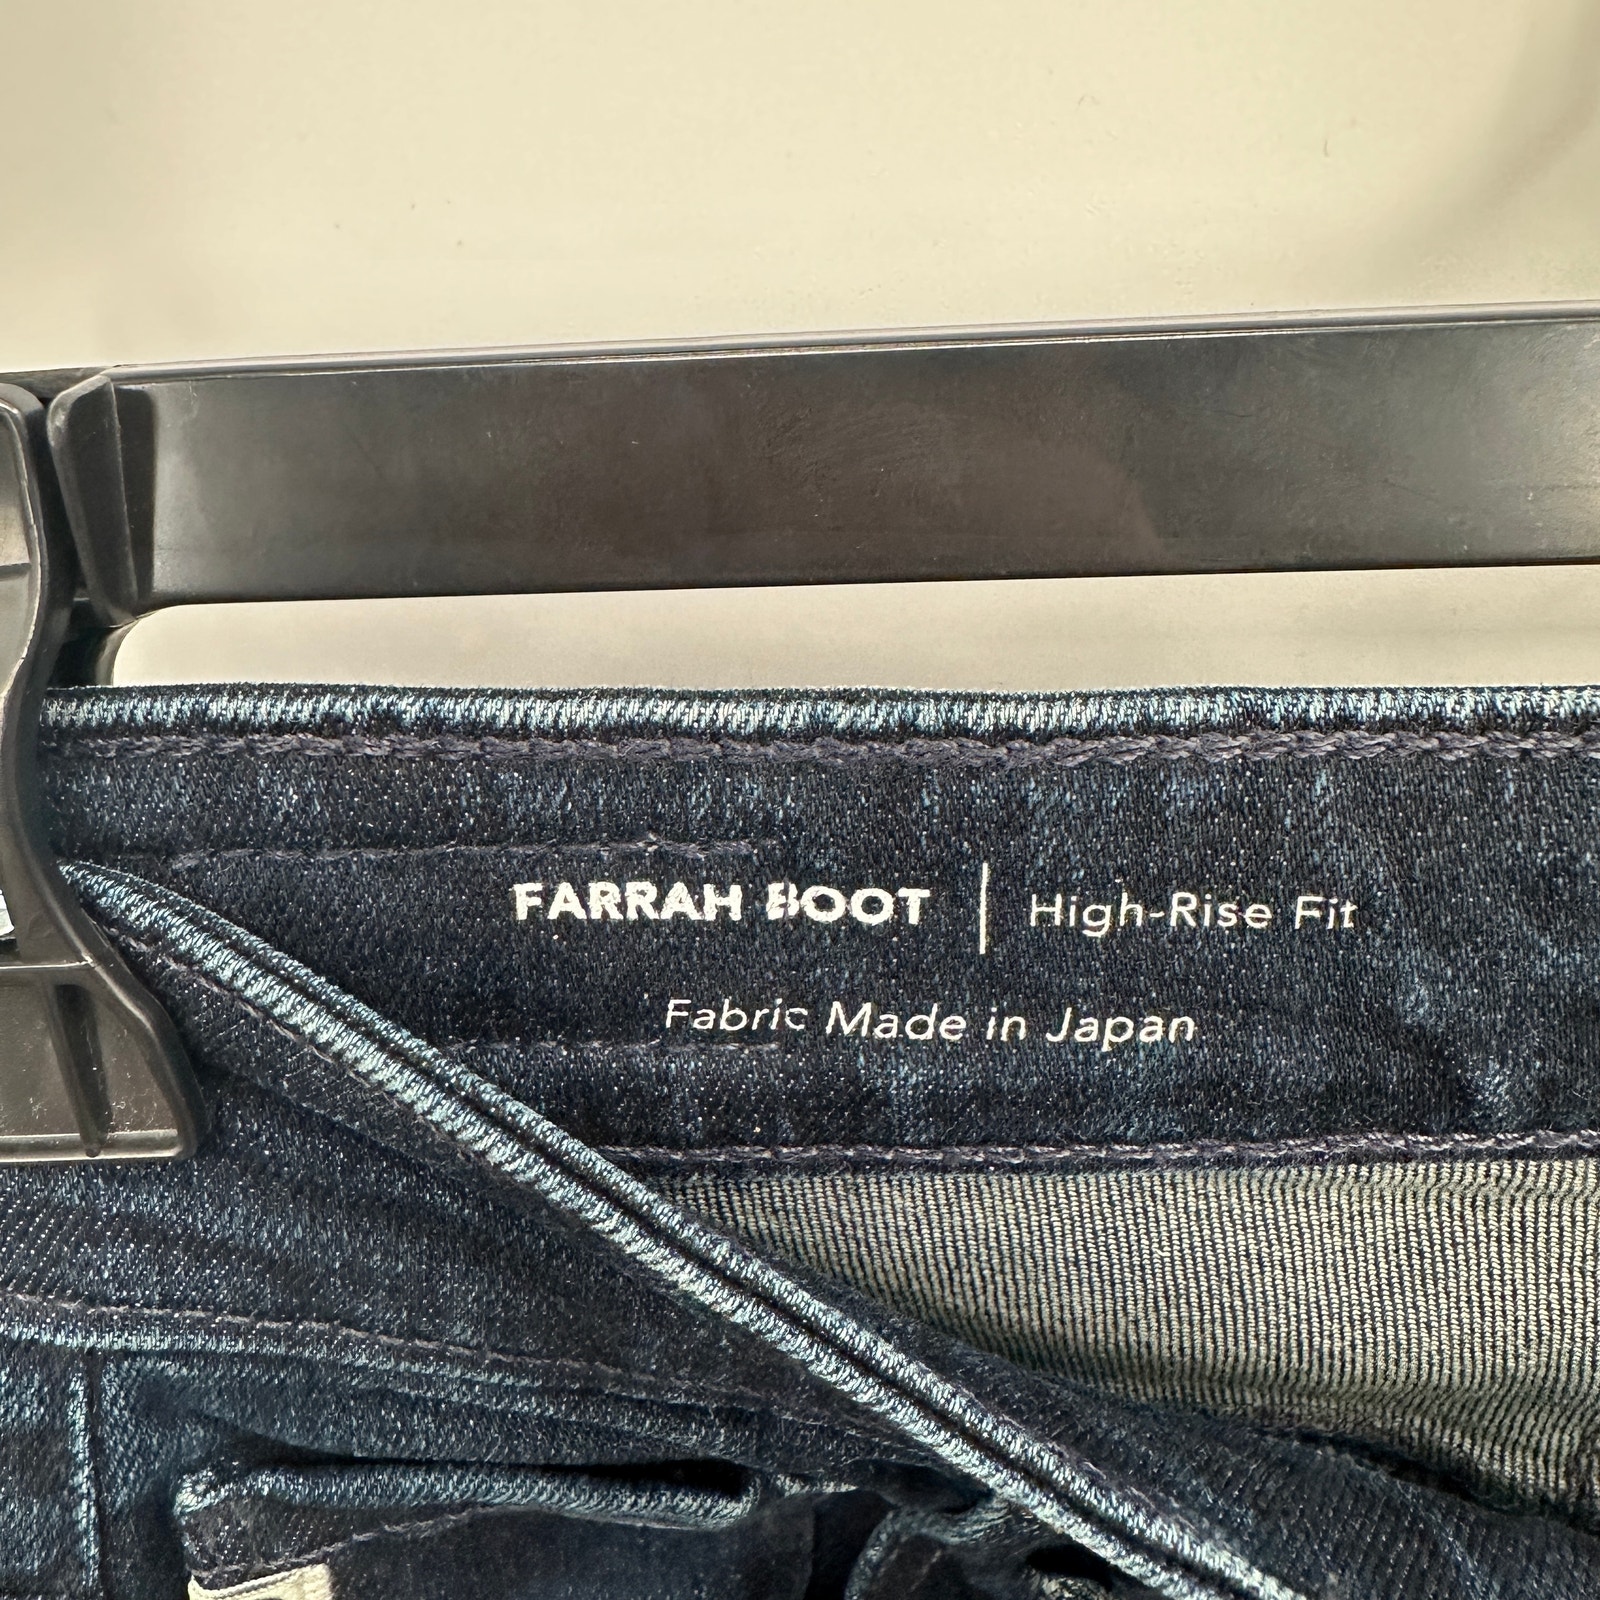 FARRAH BOOT | High-Rise Fit
Fabric Made in Japan